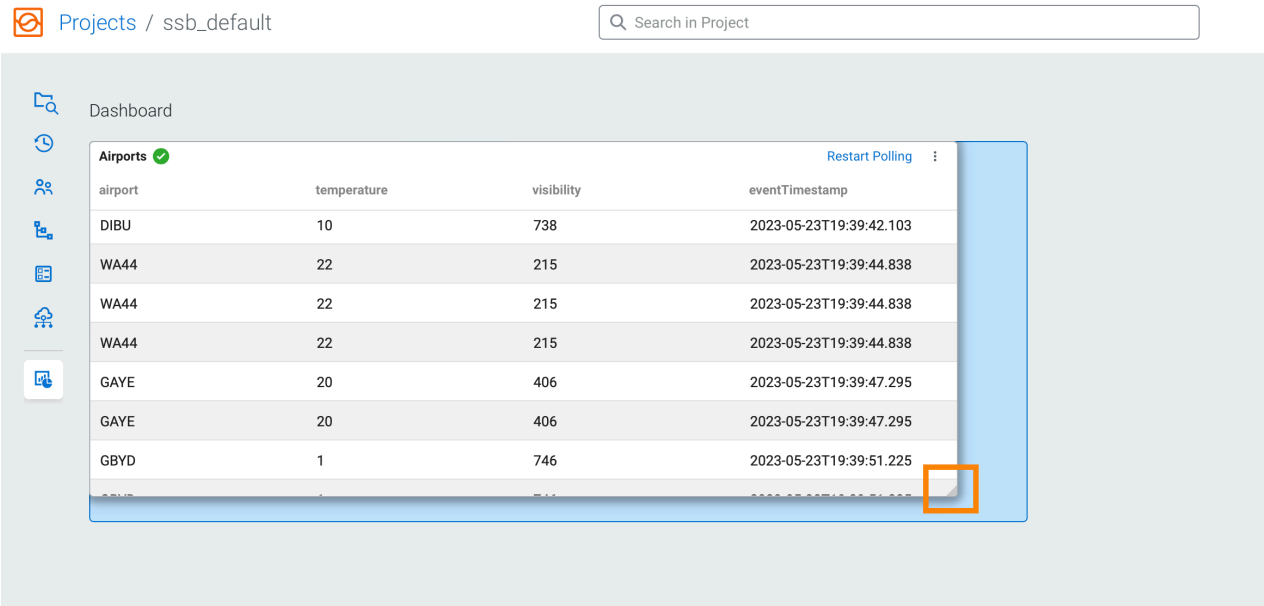 Projects / ssb_default
Search in Project
Dashboard
Airports
Restart Polling
airport temperature visibility eventTimestamp
DIBU 10 738 2023-05-23T19:39:42.103
WA44 22 215 2023-05-23T19:39:44.838
WA44 22 215 2023-05-23T19:39:44.838
WA44 22 215 2023-05-23T19:39:44.838
GAYE 20 406 2023-05-23T19:39:47.295
GAYE 20 406 2023-05-23T19:39:47.295
GBYD 1 746 2023-05-23T19:39:51.225